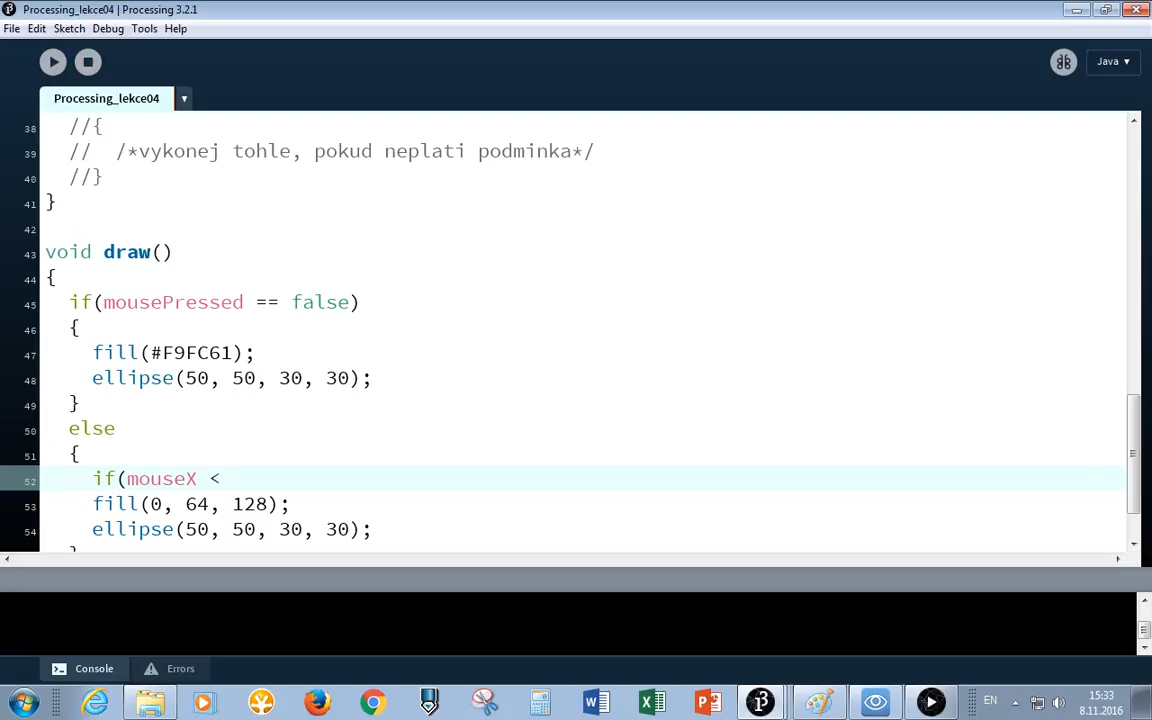 Processing_lekce04 | Processing 3.2.1
File Edit Sketch Debug Tools Help
Java ▾
Processing_lekce04 ▾
38 //{
39 // /*vykonej tohle, pokud neplati podminka*/
40 //}
41 }
42
43 void draw()
44 {
45 if(mousePressed == false)
46 {
47 fill(#F9FC61);
48 ellipse(50, 50, 30, 30);
49 }
50 else
51 {
52 if(mouseX <
53 fill(0, 64, 128);
54 ellipse(50, 50, 30, 30);
}
Console Errors
EN
15:33
8.11.2016